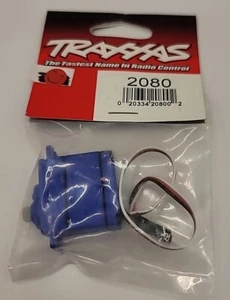 TRAXXAS
The Fastest Name In Radio Control
2080
0 20334 20800 2